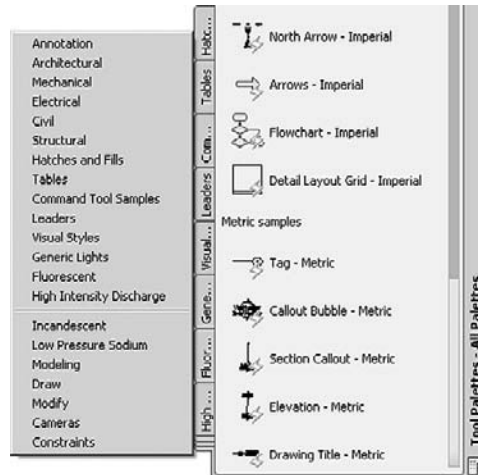 Annotation
Architectural
Mechanical
Electrical
Civil
Structural
Hatches and Fills
Tables
Command Tool Samples
Leaders
Visual Styles
Generic Lights
Fluorescent
High Intensity Discharge
Incandescent
Low Pressure Sodium
Modeling
Draw
Modify
Cameras
Constraints
Hatc...
Tables
Com...
Leaders
Visual...
Gene...
Fluor...
High ...
North Arrow - Imperial
Arrows - Imperial
Flowchart - Imperial
Detail Layout Grid - Imperial
Metric samples
Tag - Metric
Callout Bubble - Metric
Section Callout - Metric
Elevation - Metric
Drawing Title - Metric
Tool Palettes - All Palettes